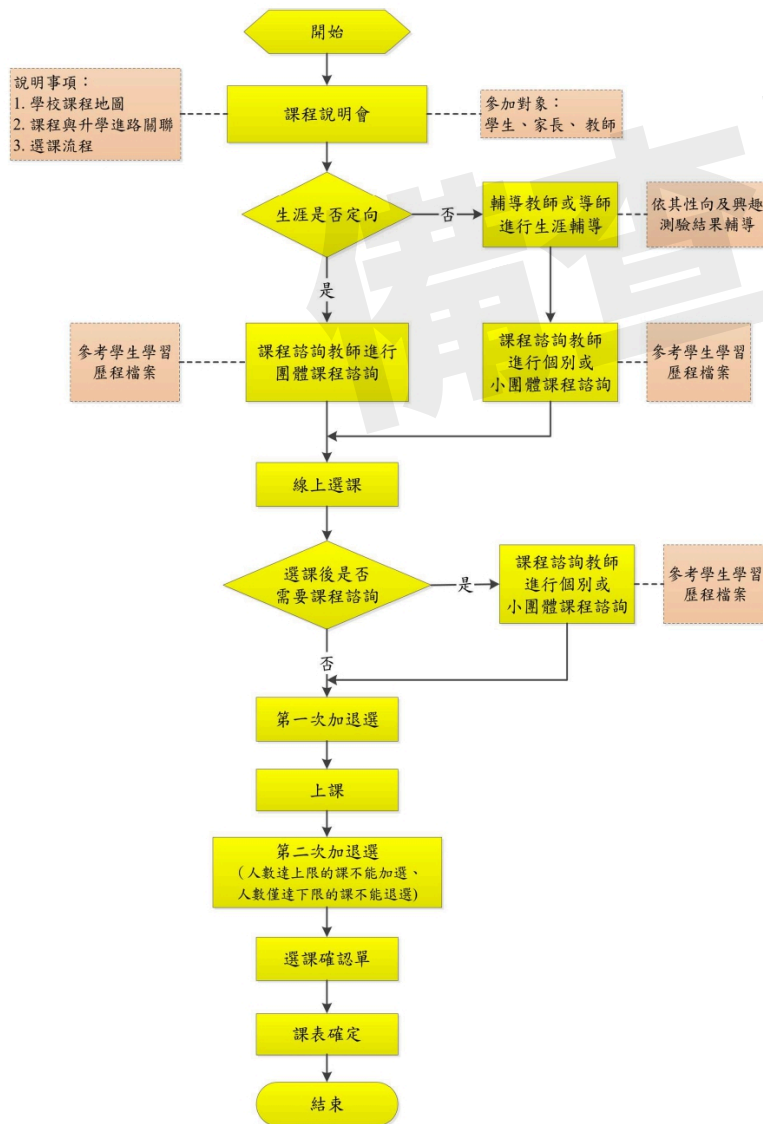 開始
說明事項：
1. 學校課程地圖
2. 課程與升學進路關聯
3. 選課流程
課程說明會
參加對象：
學生、家長、教師
生涯是否定向
否
輔導教師或導師
進行生涯輔導
依其性向及興趣
測驗結果輔導
是
參考學生學習
歷程檔案
課程諮詢教師進行
團體課程諮詢
課程諮詢教師
進行個別或
小團體課程諮詢
參考學生學習
歷程檔案
線上選課
選課後是否
需要課程諮詢
是
課程諮詢教師
進行個別或
小團體課程諮詢
參考學生學習
歷程檔案
否
第一次加退選
上課
第二次加退選
（人數達上限的課不能加選、
人數僅達下限的課不能退選)
選課確認單
課表確定
結束
備查